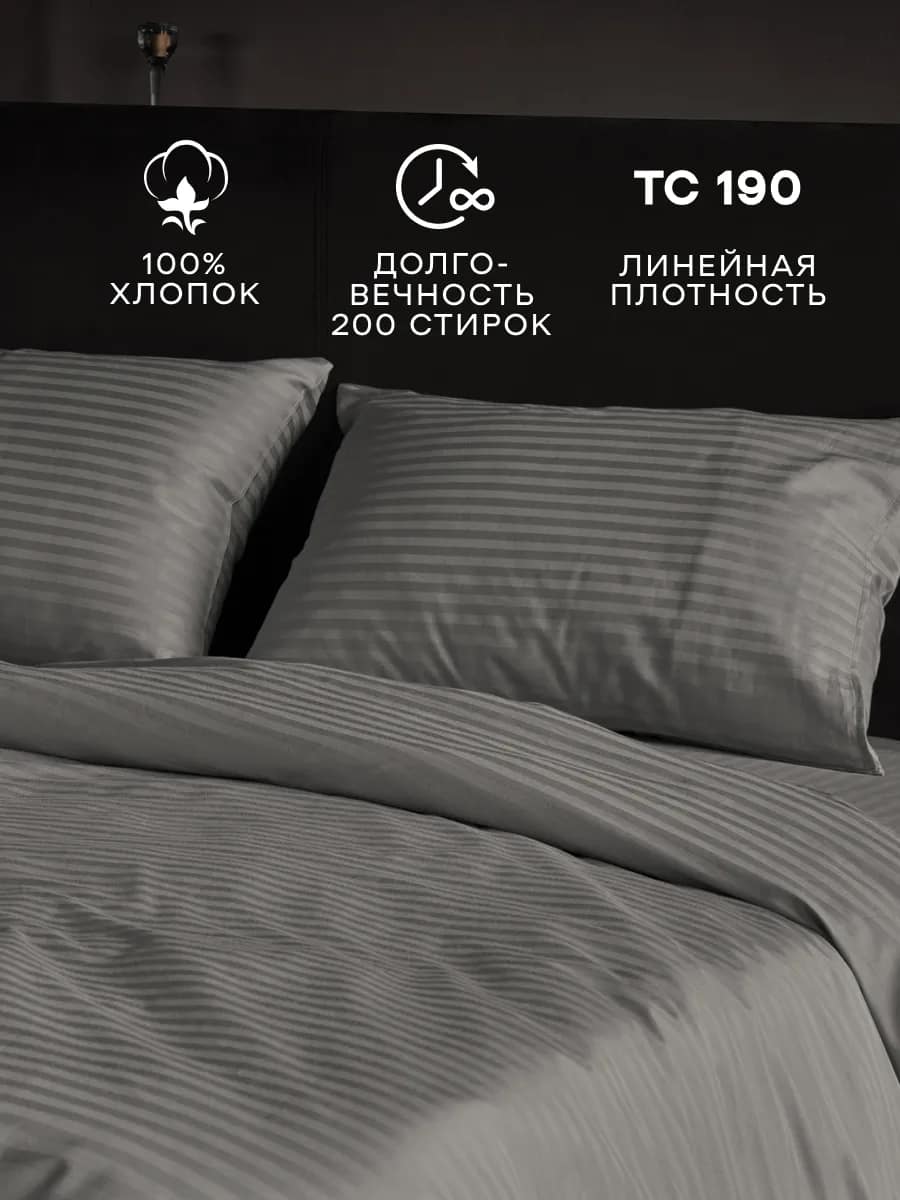 100%
ХЛОПОК
ДОЛГО-
ВЕЧНОСТЬ
200 СТИРОК
ТС 190
ЛИНЕЙНАЯ
ПЛОТНОСТЬ